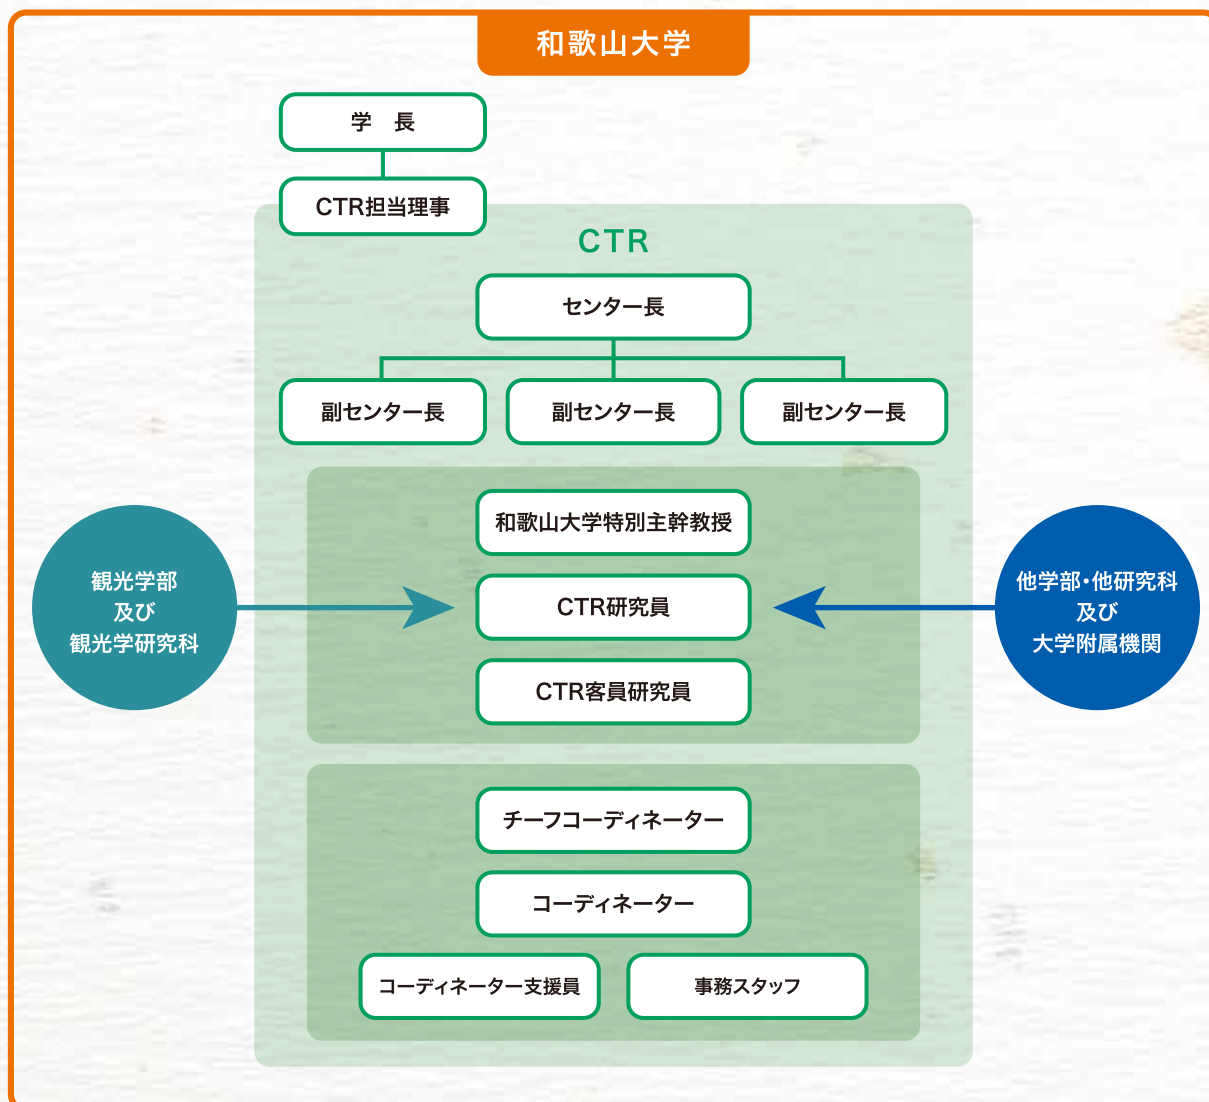 和歌山大学
学　長
CTR担当理事
CTR
センター長
副センター長
副センター長
副センター長
和歌山大学特別主幹教授
CTR研究員
CTR客員研究員
観光学部
及び
観光学研究科
他学部・他研究科
及び
大学附属機関
チーフコーディネーター
コーディネーター
コーディネーター支援員
事務スタッフ